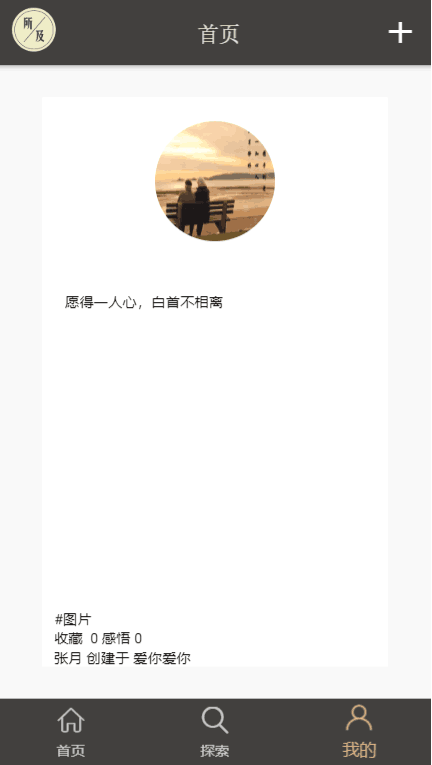 所
及
首页
愿得一人心，白首不相离
#图片
收藏 0 感悟 0
张月 创建于 爱你爱你
首页
探索
我的